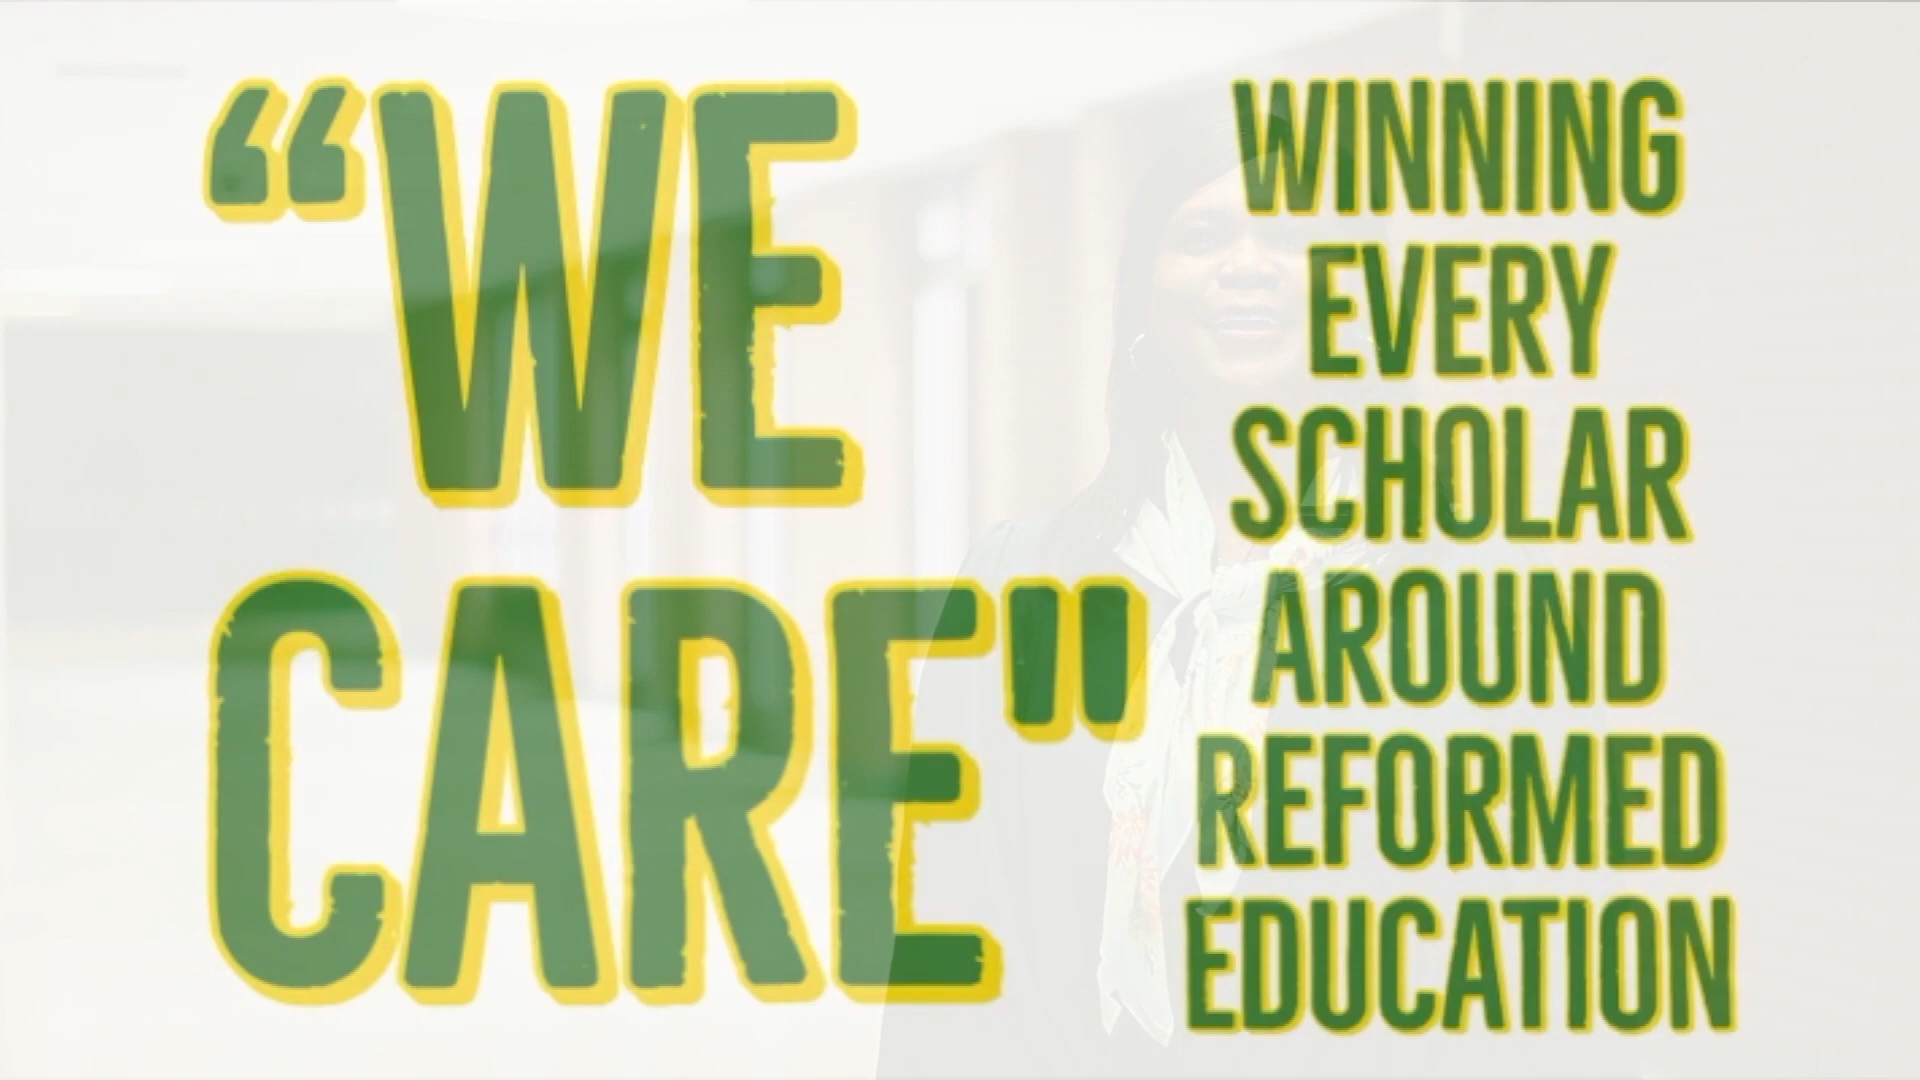 “WE
CARE"
WINNING
EVERY
SCHOLAR
AROUND
REFORMED
EDUCATION